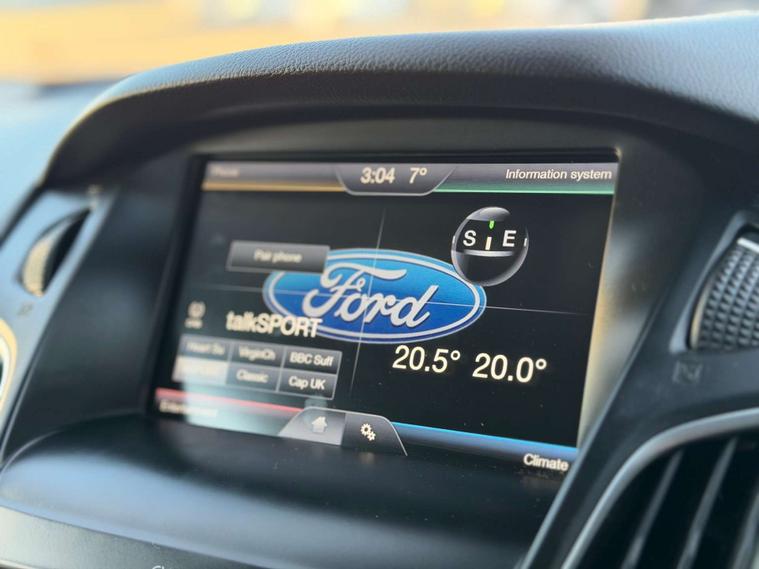 Phone
3:04 7°
Information system
S E
Pair phone
Ford
talkSPORT
Heart Su
VirginCh
BBC Suff
Classic
Cap UK
20.5° 20.0°
Entertainment
Climate